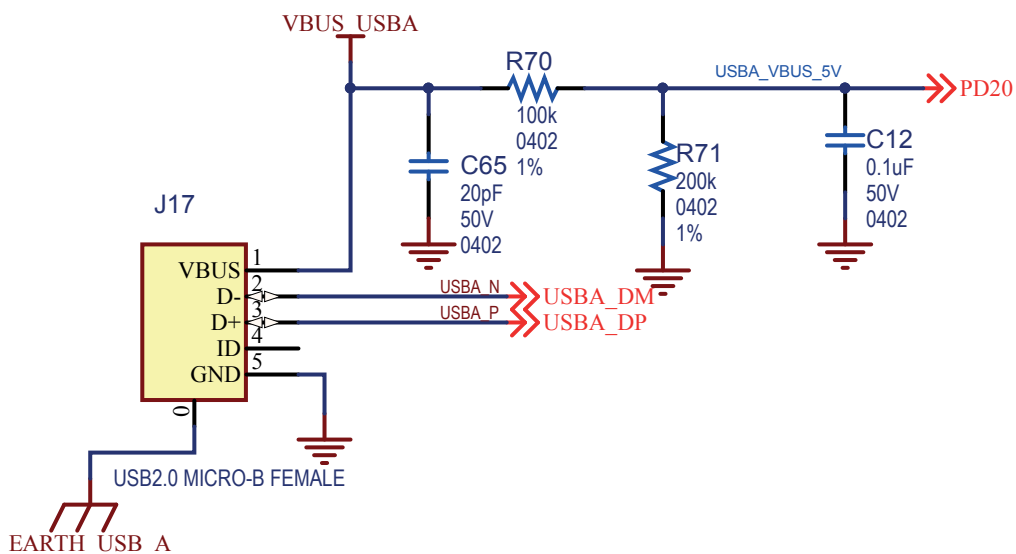 VBUS_USBA
R70
100k
0402
1%
USBA_VBUS_5V
PD20
C65
20pF
50V
0402
R71
200k
0402
1%
C12
0.1uF
50V
0402
J17
VBUS 1
D- 2
D+ 3
ID 4
GND 5
0
USBA_N
USBA_DM
USBA_P
USBA_DP
USB2.0 MICRO-B FEMALE
EARTH_USB_A